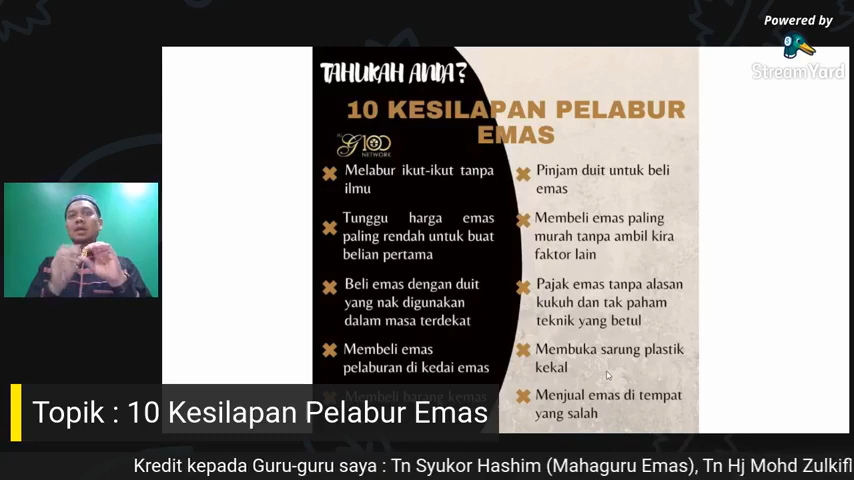 Powered by
StreamYard
TAHUKAH ANDA?
10 KESILAPAN PELABUR
EMAS
G100
NETWORK
Melabur ikut-ikut tanpa
ilmu
Tunggu harga emas
paling rendah untuk buat
belian pertama
Beli emas dengan duit
yang nak digunakan
dalam masa terdekat
Membeli emas
pelaburan di kedai emas
Membeli barang kemas
Pinjam duit untuk beli
emas
Membeli emas paling
murah tanpa ambil kira
faktor lain
Pajak emas tanpa alasan
kukuh dan tak paham
teknik yang betul
Membuka sarung plastik
kekal
Menjual emas di tempat
yang salah
Topik : 10 Kesilapan Pelabur Emas
Kredit kepada Guru-guru saya : Tn Syukor Hashim (Mahaguru Emas), Tn Hj Mohd Zulkifl